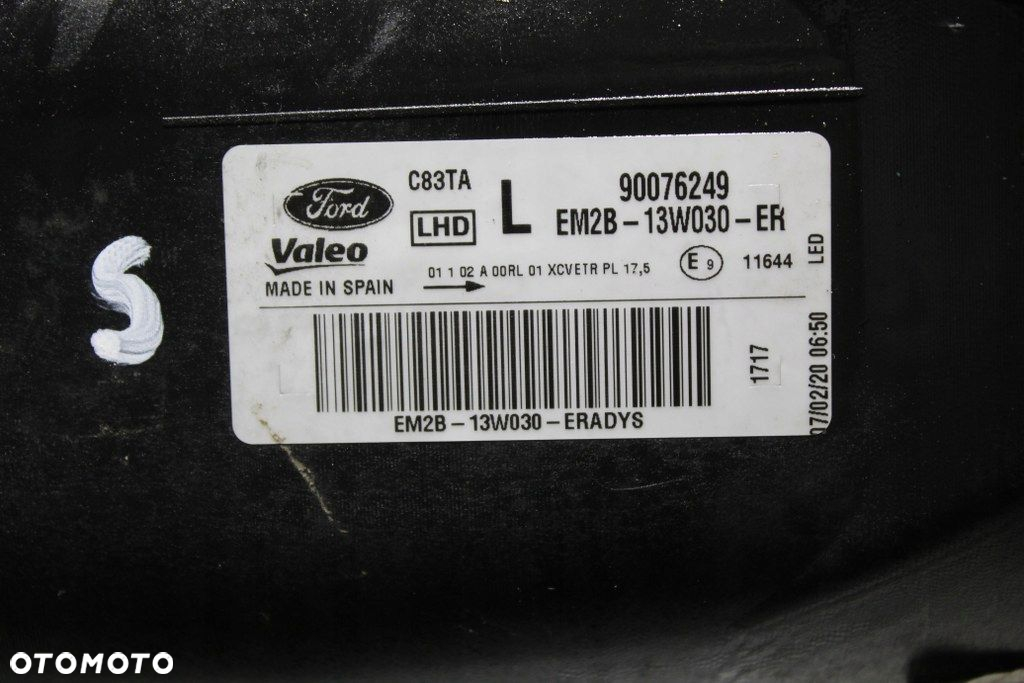 C83TA
Ford
LHD
L
90076249
EM2B-13W030-ER
Valeo
MADE IN SPAIN
01 1 02 A 00RL 01 XCVETR PL 17,5
E 9
11644
LED
EM2B-13W030-ERADYS
1717
07/02/20 06:50
5
OTOMOTO